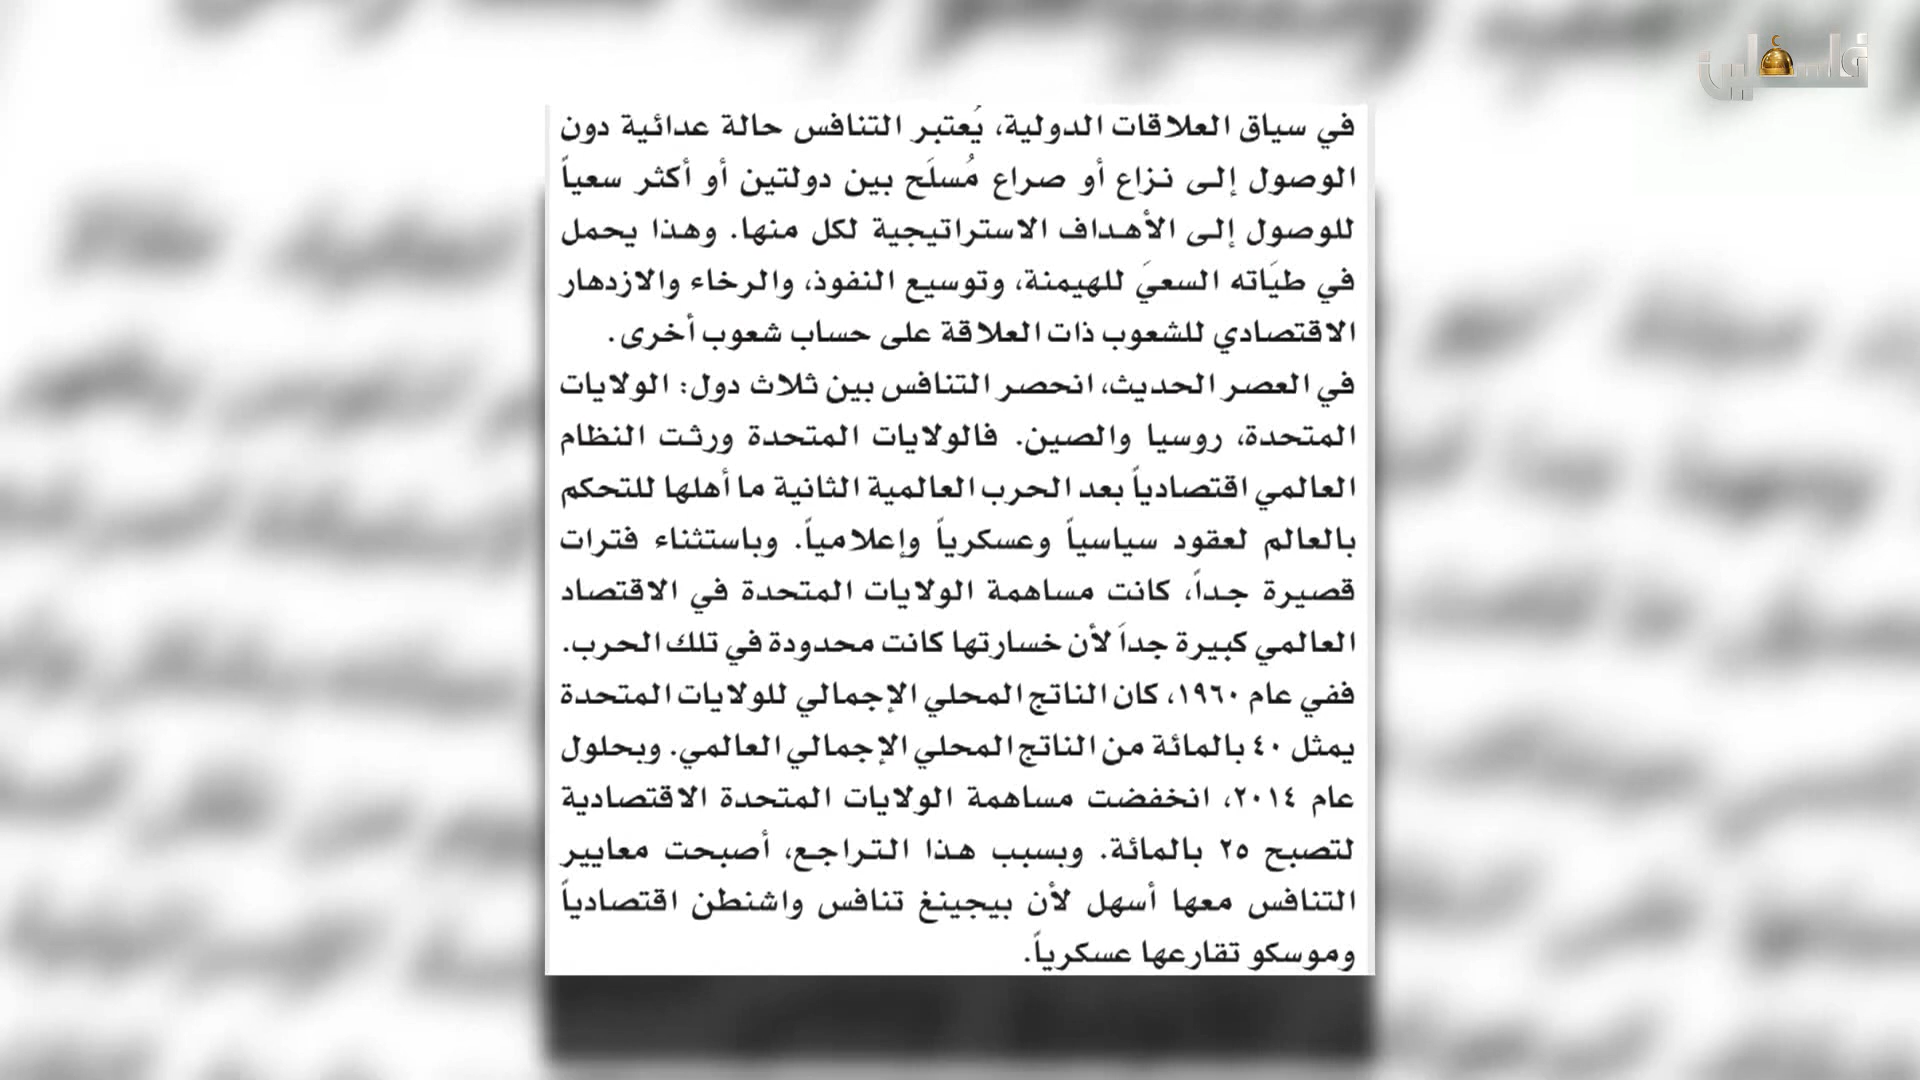 فلسطين
في سياق العلاقات الدولية، يُعتبر التنافس حالة عدائية دون
الوصول إلى نزاع أو صراع مُسلَح بين دولتين أو أكثر سعياً
للوصول إلى الأهداف الاستراتيجية لكل منها. وهذا يحمل
في طيَاته السعيَ للهيمنة، وتوسيع النفوذ، والرخاء والازدهار
الاقتصادي للشعوب ذات العلاقة على حساب شعوب أخرى.
في العصر الحديث، انحصر التنافس بين ثلاث دول: الولايات
المتحدة، روسيا والصين. فالولايات المتحدة ورثت النظام
العالمي اقتصادياً بعد الحرب العالمية الثانية ما أهلها للتحكم
بالعالم لعقود سياسياً وعسكرياً وإعلامياً. وباستثناء فترات
قصيرة جداً، كانت مساهمة الولايات المتحدة في الاقتصاد
العالمي كبيرة جداَ لأن خسارتها كانت محدودة في تلك الحرب.
ففي عام ١٩٦٠، كان الناتج المحلي الإجمالي للولايات المتحدة
يمثل ٤٠ بالمائة من الناتج المحلي الإجمالي العالمي. وبحلول
عام ٢٠١٤، انخفضت مساهمة الولايات المتحدة الاقتصادية
لتصبح ٢٥ بالمائة. وبسبب هذا التراجع، أصبحت معايير
التنافس معها أسهل لأن بيجينغ تنافس واشنطن اقتصادياً
وموسكو تقارعها عسكرياً.